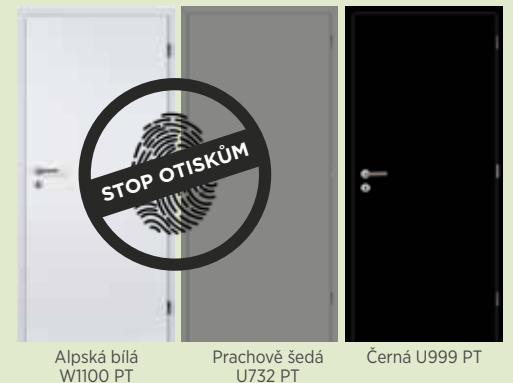 STOP OTISKŮM
Alpská bílá
W1100 PT
Prachově šedá
U732 PT
Černá U999 PT